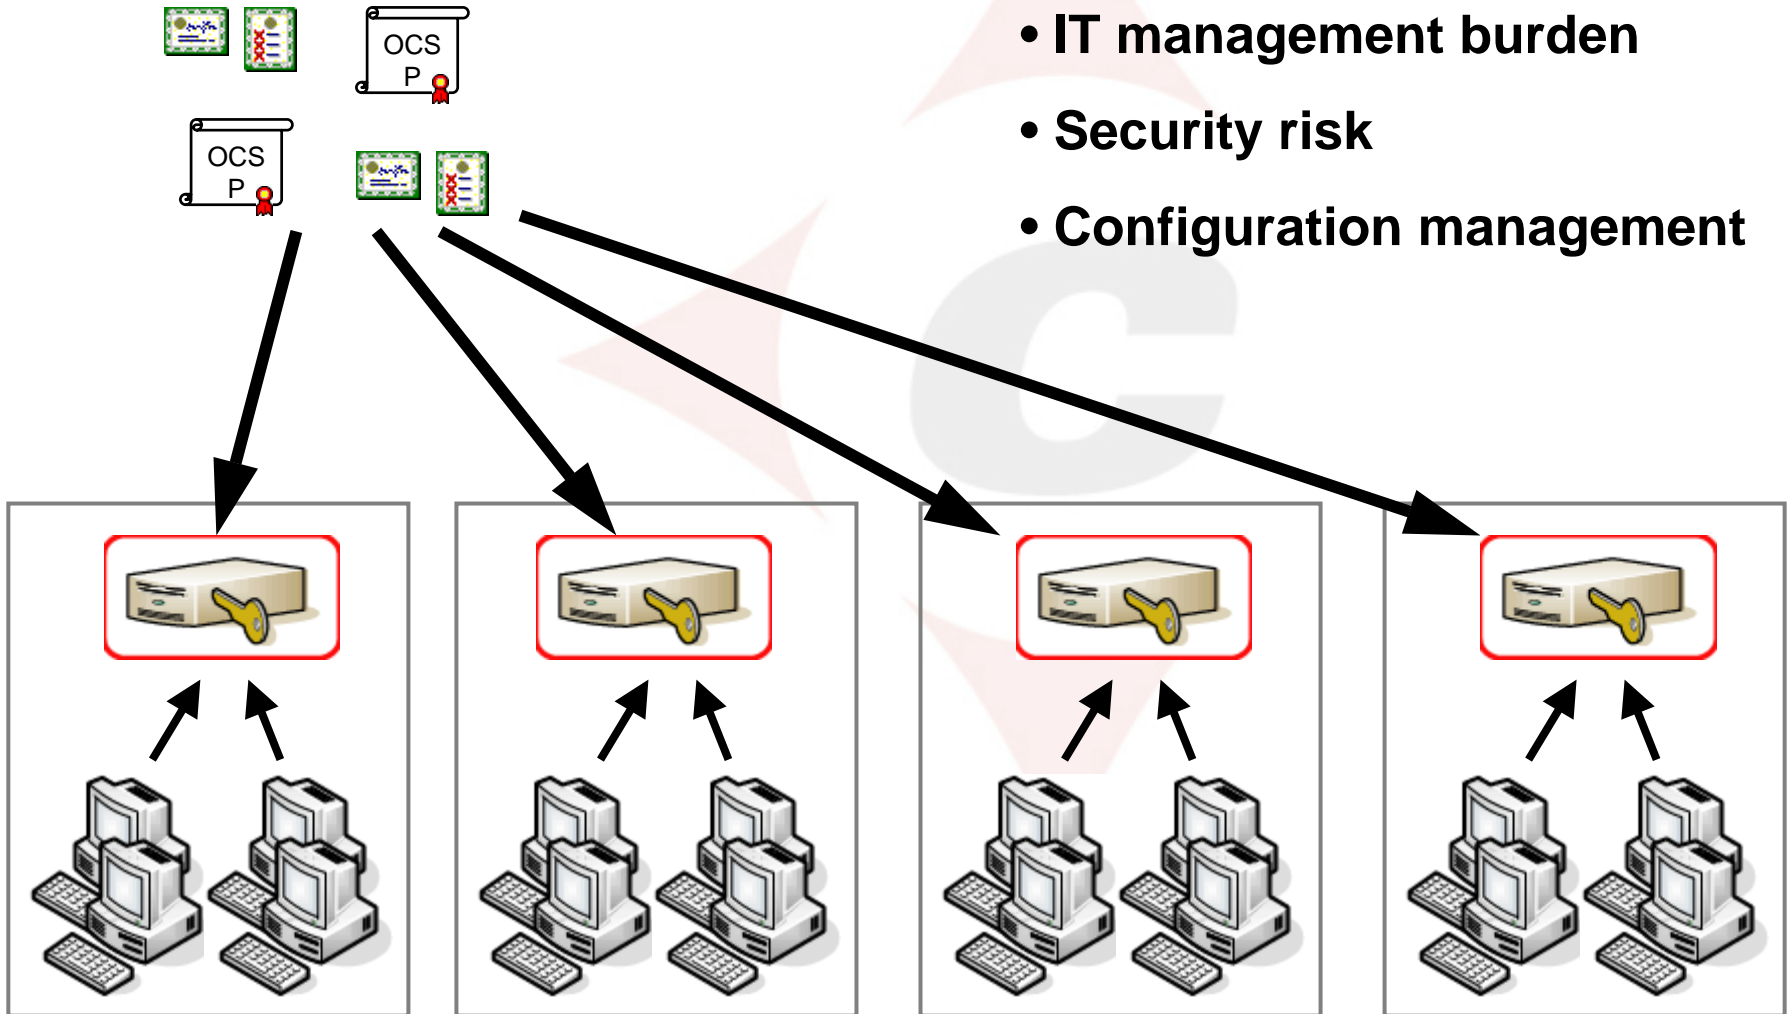 OCS
P
OCS
P
• IT management burden
• Security risk
• Configuration management
c